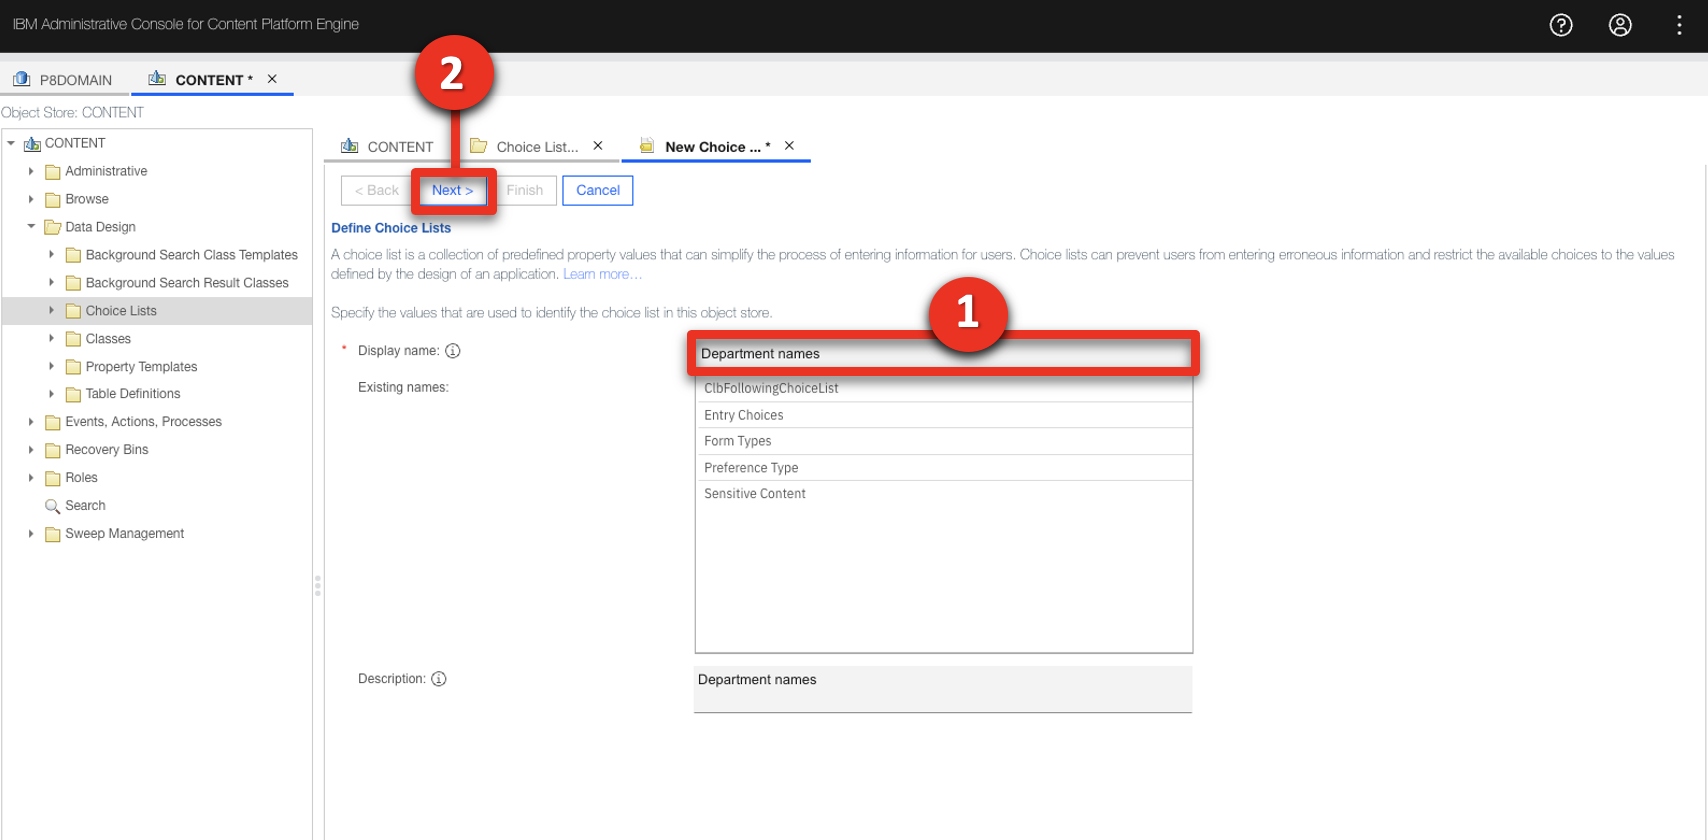 IBM Administrative Console for Content Platform Engine
P8DOMAIN
CONTENT *
Object Store: CONTENT
CONTENT
Administrative
Browse
Data Design
Background Search Class Templates
Background Search Result Classes
Choice Lists
Classes
Property Templates
Table Definitions
Events, Actions, Processes
Recovery Bins
Roles
Search
Sweep Management
2
CONTENT
Choice List...
New Choice ... *
< Back
Next >
Finish
Cancel
Define Choice Lists
A choice list is a collection of predefined property values that can simplify the process of entering information for users. Choice lists can prevent users from entering erroneous information and restrict the available choices to the values
defined by the design of an application. Learn more...
Specify the values that are used to identify the choice list in this object store.
1
* Display name:
Department names
Existing names:
ClbFollowingChoiceList
Entry Choices
Form Types
Preference Type
Sensitive Content
Description:
Department names